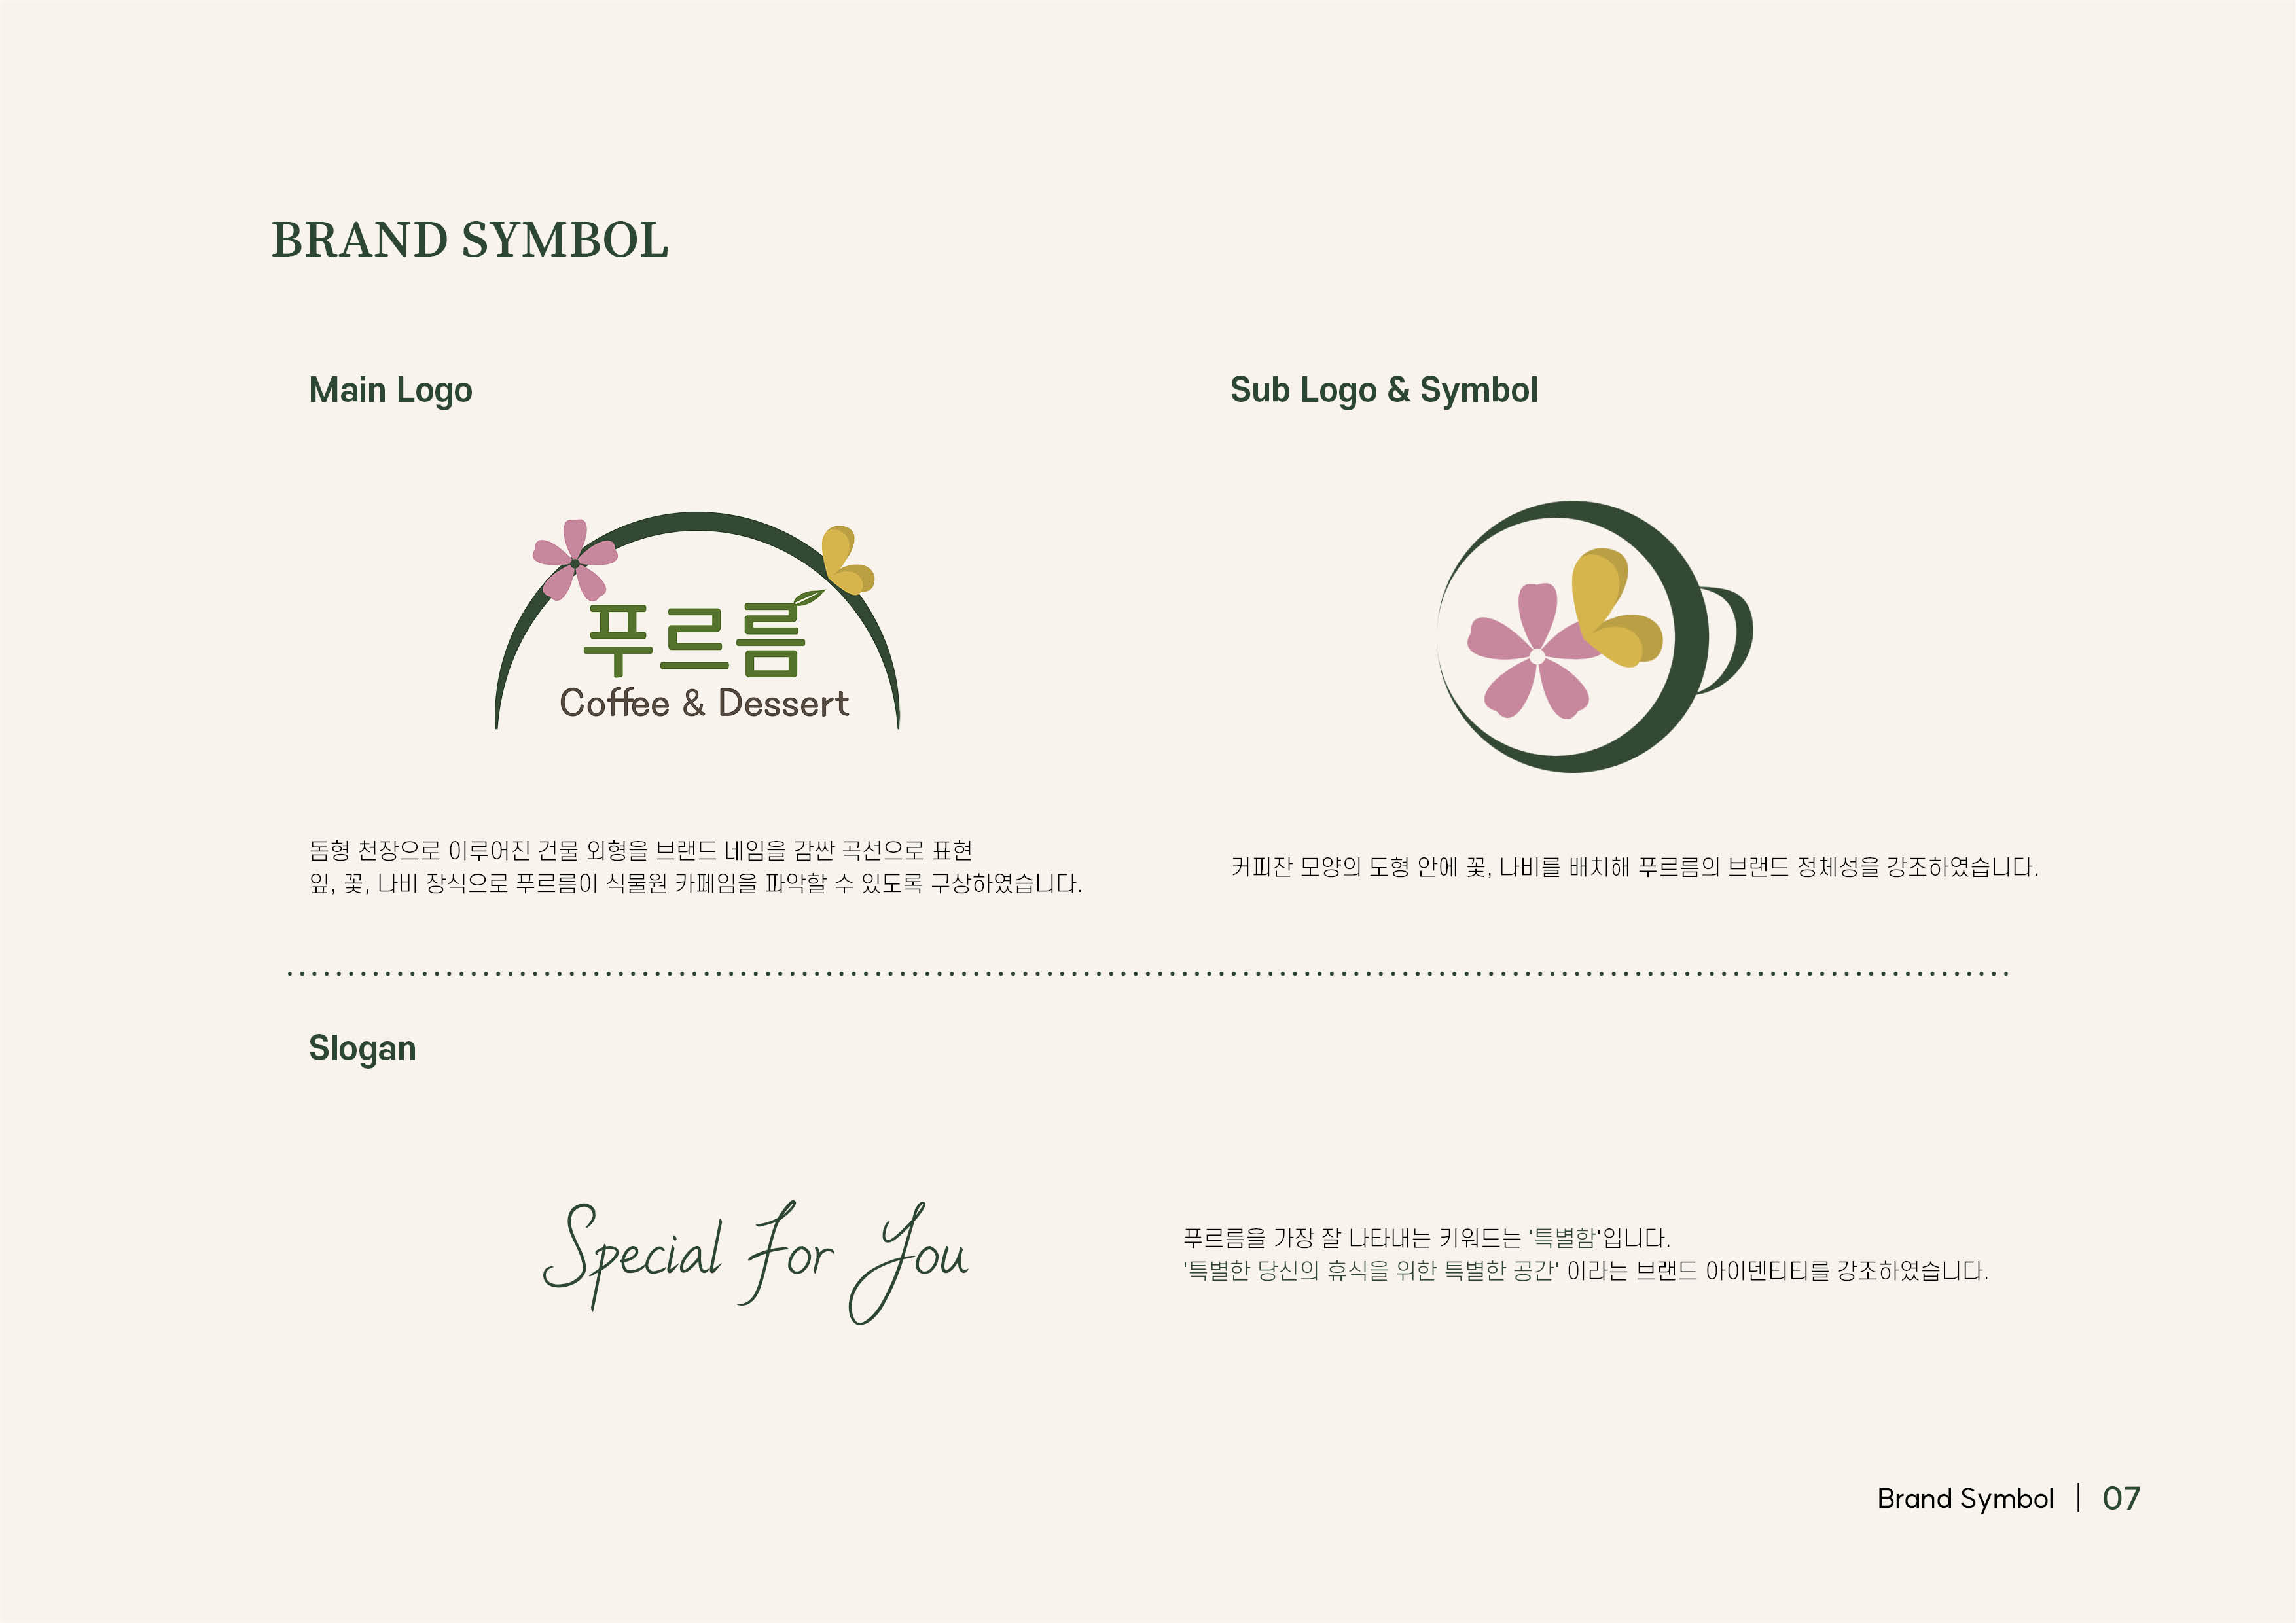 BRAND SYMBOL
Main Logo
푸르름
Coffee & Dessert
돔형 천장으로 이루어진 건물 외형을 브랜드 네임을 감싼 곡선으로 표현
잎, 꽃, 나비 장식으로 푸르름이 식물원 카페임을 파악할 수 있도록 구상하였습니다.
Sub Logo & Symbol
커피잔 모양의 도형 안에 꽃, 나비를 배치해 푸르름의 브랜드 정체성을 강조하였습니다.
Slogan
Special For You
푸르름을 가장 잘 나타내는 키워드는 '특별함'입니다.
'특별한 당신의 휴식을 위한 특별한 공간' 이라는 브랜드 아이덴티티를 강조하였습니다.
Brand Symbol | 07